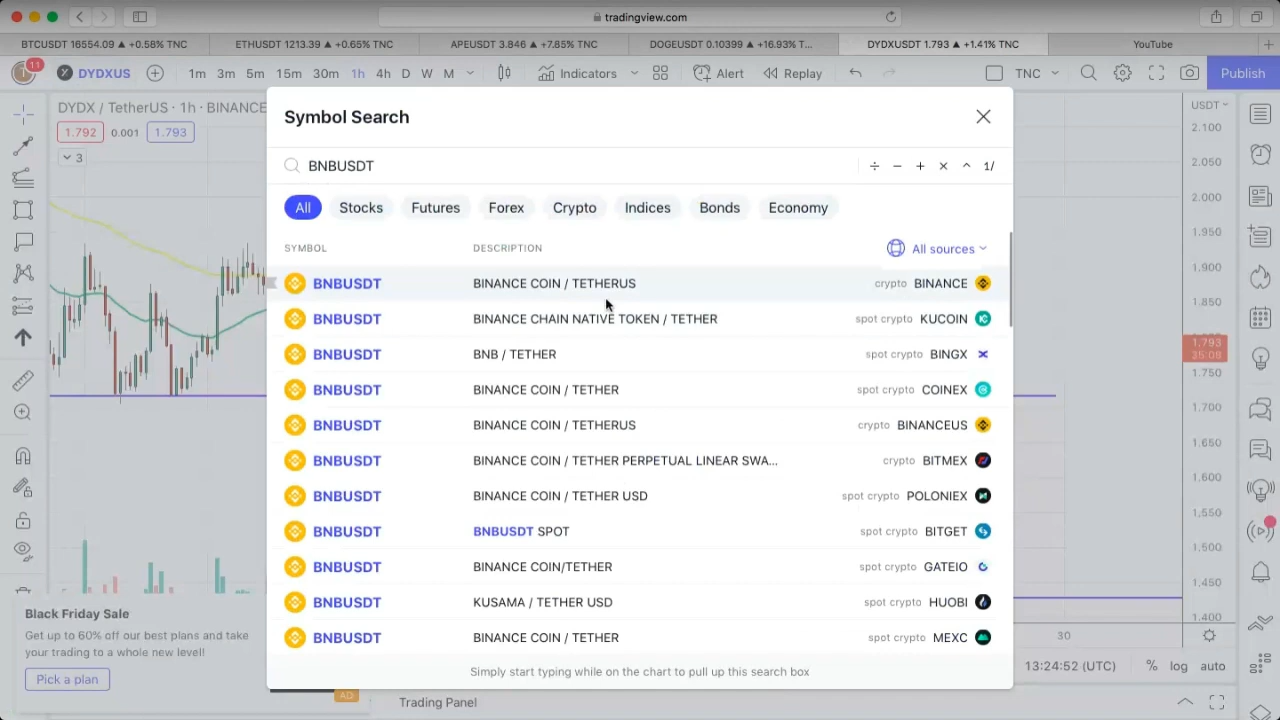 tradingview.com
BTCUSDT 16554.09 ▲ +0.58% TNC
ETHUSDT 1213.39 ▲ +0.65% TNC
APEUSDT 3.846 ▲ +7.85% TNC
DOGEUSDT 0.10399 ▲ +16.93% T...
DYDXUSDT 1.793 ▲ +1.41% TNC
YouTube
11
DYDXUS
1m 3m 5m 15m 30m 1h 4h D W M
Indicators
Alert
Replay
TNC
Publish
DYDX / TetherUS · 1h · BINANCE
1.792 0.001 1.793
3
USDT
2.100
2.050
2.000
1.950
1.900
1.850
1.793
25:09
1.750
1.700
1.650
1.600
1.550
1.500
1.450
1.400
Symbol Search
BNBUSDT
÷ − + × ^ 1/
All Stocks Futures Forex Crypto Indices Bonds Economy
SYMBOL DESCRIPTION All sources
BNBUSDT BINANCE COIN / TETHERUS crypto BINANCE
BNBUSDT BINANCE CHAIN NATIVE TOKEN / TETHER spot crypto KUCOIN
BNBUSDT BNB / TETHER spot crypto BINGX
BNBUSDT BINANCE COIN / TETHER spot crypto COINEX
BNBUSDT BINANCE COIN / TETHERUS crypto BINANCEUS
BNBUSDT BINANCE COIN / TETHER PERPETUAL LINEAR SWA... crypto BITMEX
BNBUSDT BINANCE COIN / TETHER USD spot crypto POLONIEX
BNBUSDT BNBUSDT SPOT spot crypto BITGET
BNBUSDT BINANCE COIN/TETHER spot crypto GATEIO
BNBUSDT KUSAMA / TETHER USD spot crypto HUOBI
BNBUSDT BINANCE COIN / TETHER spot crypto MEXC
Simply start typing while on the chart to pull up this search box
Black Friday Sale
Get up to 60% off our best plans and take
your trading to a whole new level!
Pick a plan
AD
30
13:24:52 (UTC) % log auto
Trading Panel